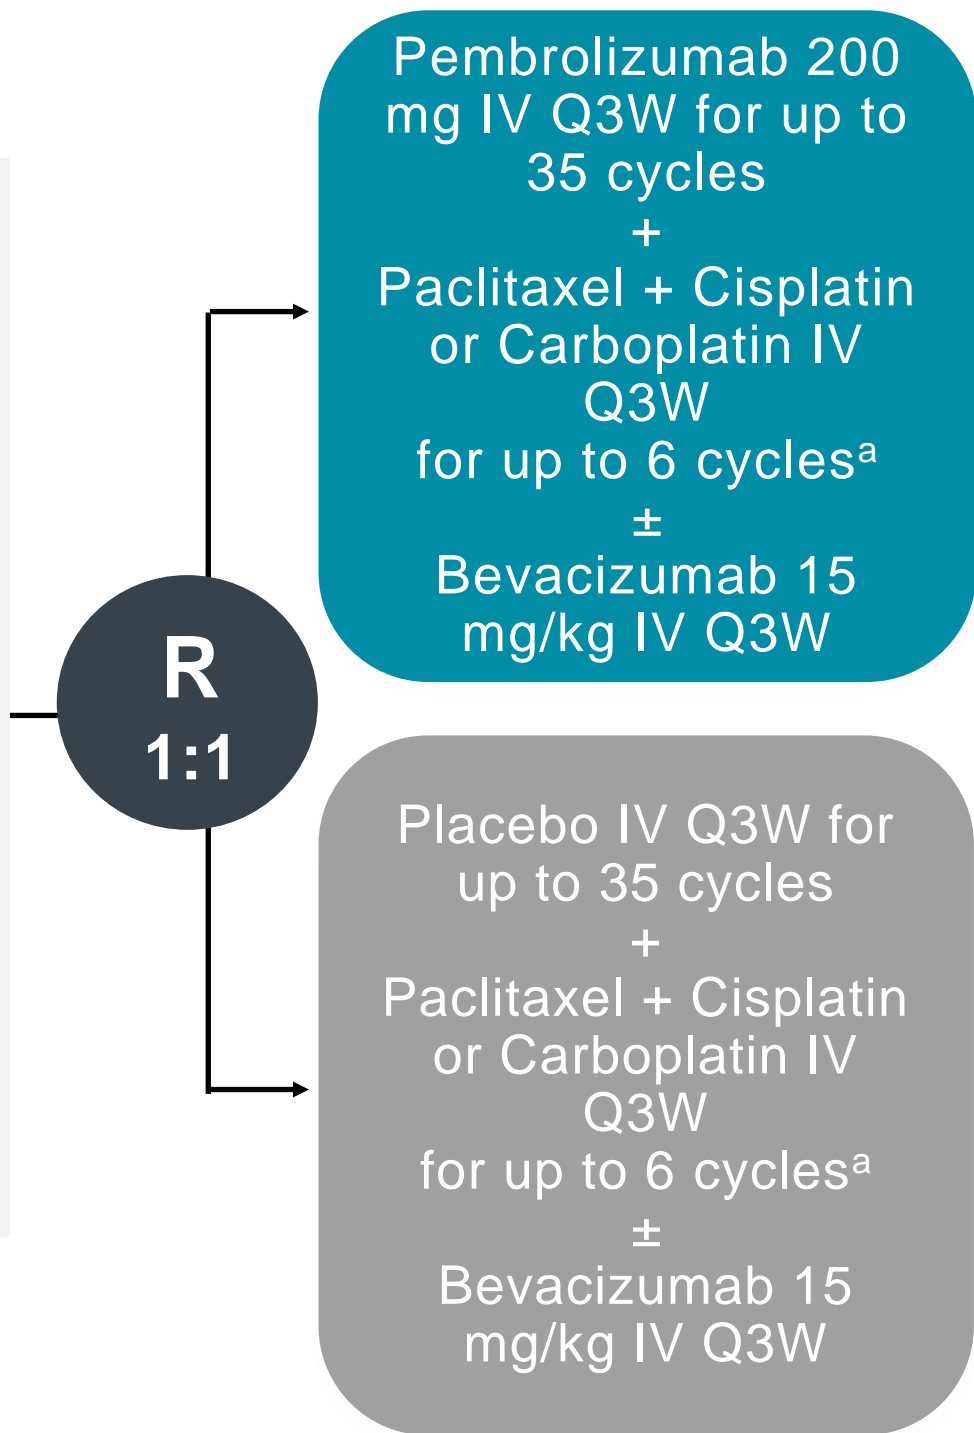 R
1:1
Pembrolizumab 200
mg IV Q3W for up to
35 cycles
+
Paclitaxel + Cisplatin
or Carboplatin IV
Q3W
for up to 6 cyclesᵃ
±
Bevacizumab 15
mg/kg IV Q3W
Placebo IV Q3W for
up to 35 cycles
+
Paclitaxel + Cisplatin
or Carboplatin IV
Q3W
for up to 6 cyclesᵃ
±
Bevacizumab 15
mg/kg IV Q3W